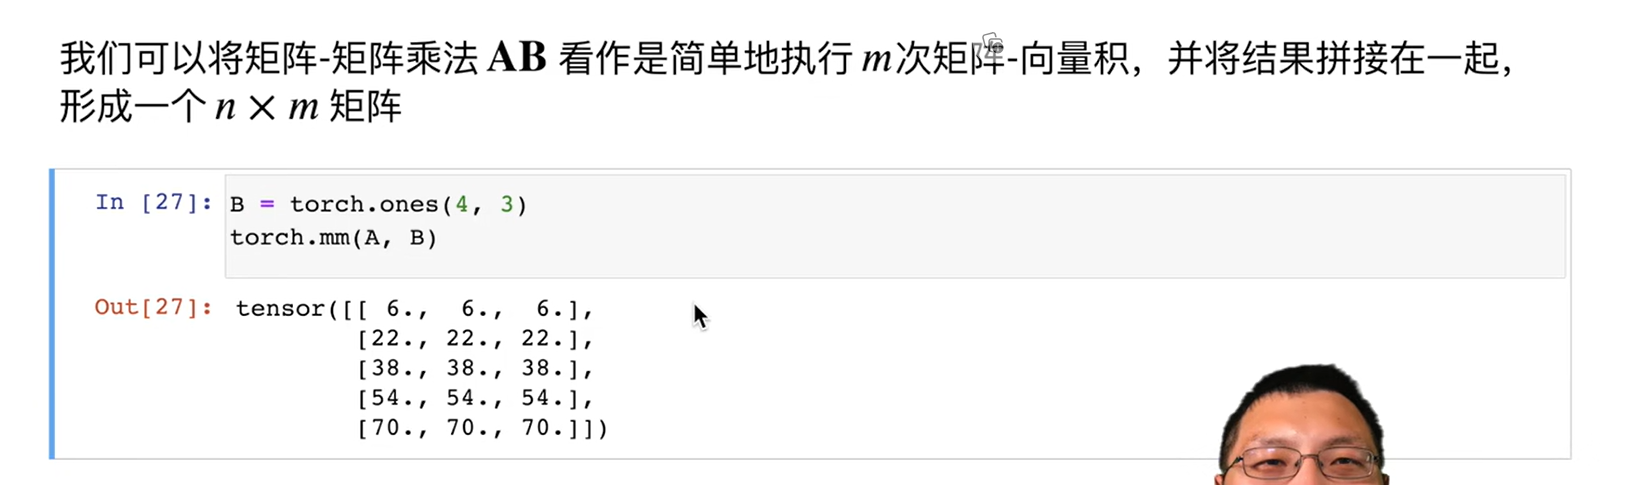 我们可以将矩阵-矩阵乘法 AB 看作是简单地执行 m次矩阵-向量积，并将结果拼接在一起，
形成一个 n × m 矩阵
In [27]: B = torch.ones(4, 3)
torch.mm(A, B)
Out[27]: tensor([[ 6.,  6.,  6.],
[22., 22., 22.],
[38., 38., 38.],
[54., 54., 54.],
[70., 70., 70.]])